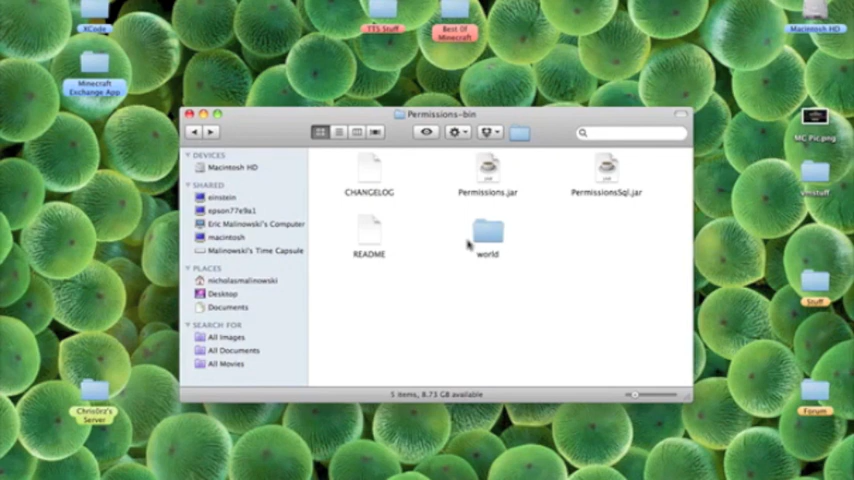 XCode
TTS Stuff
Best Of
Minecraft
Macintosh HD
Minecraft
Exchange App
Permissions-bin
MC Pic.png
DEVICES
Macintosh HD
SHARED
einstein
epson77e9a1
Eric Malinowski's Computer
macintosh
Malinowski's Time Capsule
PLACES
nicholasmalinowski
Desktop
Documents
SEARCH FOR
All Images
All Documents
All Movies
CHANGELOG
Permissions.jar
PermissionsSql.jar
README
world
vmstuff
Stuff
Server
Forum
5 items, 8.73 GB available